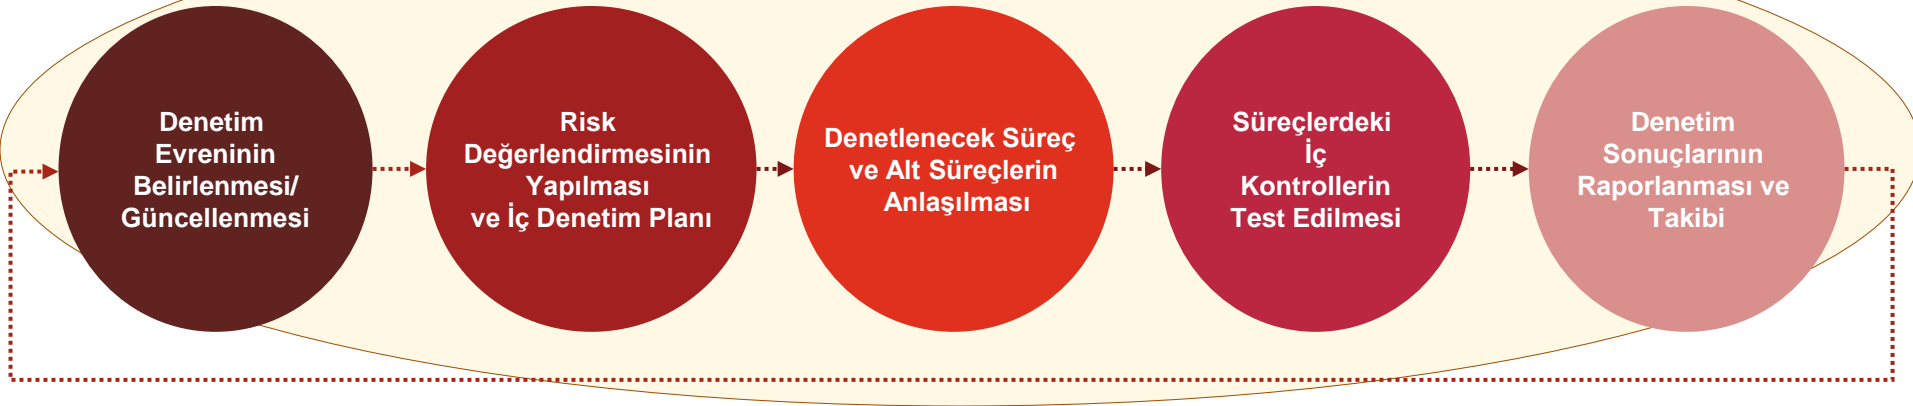 Denetim
Evreninin
Belirlenmesi/
Güncellenmesi
Risk
Değerlendirmesinin
Yapılması
ve İç Denetim Planı
Denetlenecek Süreç
ve Alt Süreçlerin
Anlaşılması
Süreçlerdeki
İç
Kontrollerin
Test Edilmesi
Denetim
Sonuçlarının
Raporlanması ve
Takibi